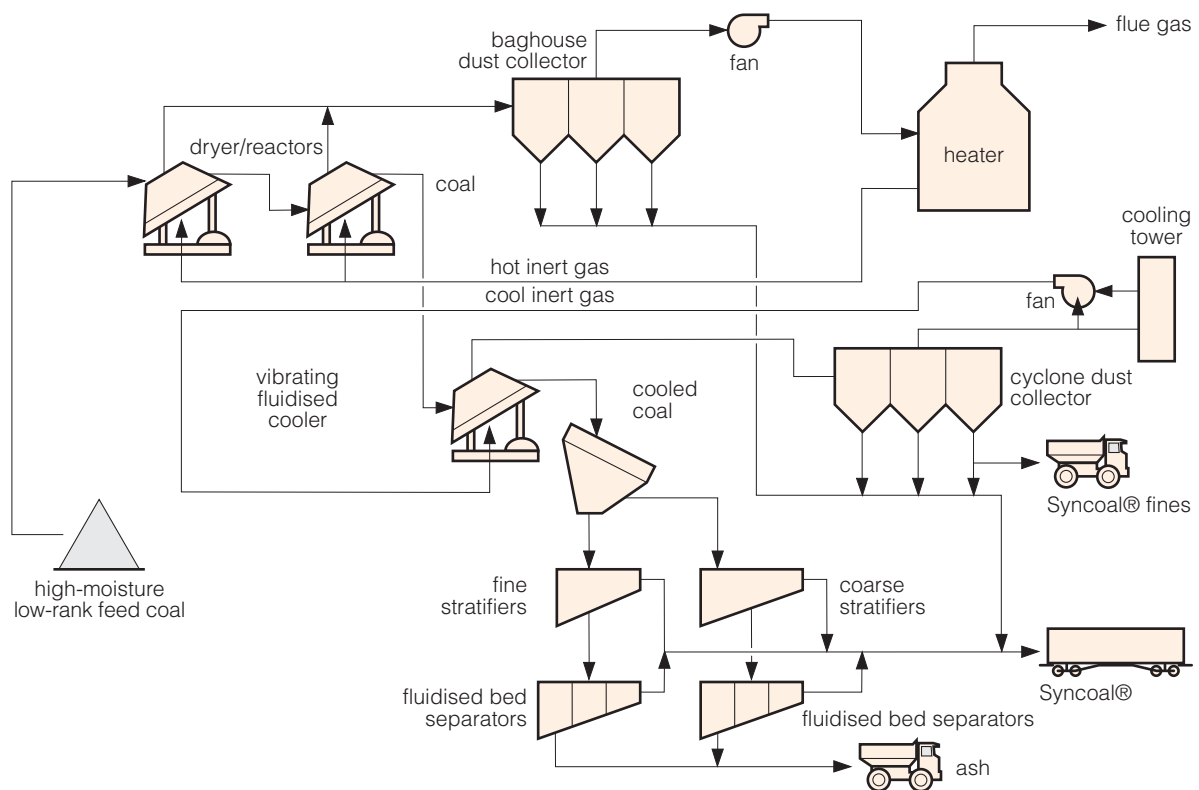 flue gas
baghouse
dust collector
fan
dryer/reactors
heater
coal
cooling
tower
hot inert gas
cool inert gas
fan
vibrating
fluidised
cooler
cooled
coal
cyclone dust
collector
Syncoal® fines
high-moisture
low-rank feed coal
fine
stratifiers
coarse
stratifiers
Syncoal®
fluidised bed
separators
fluidised bed separators
ash